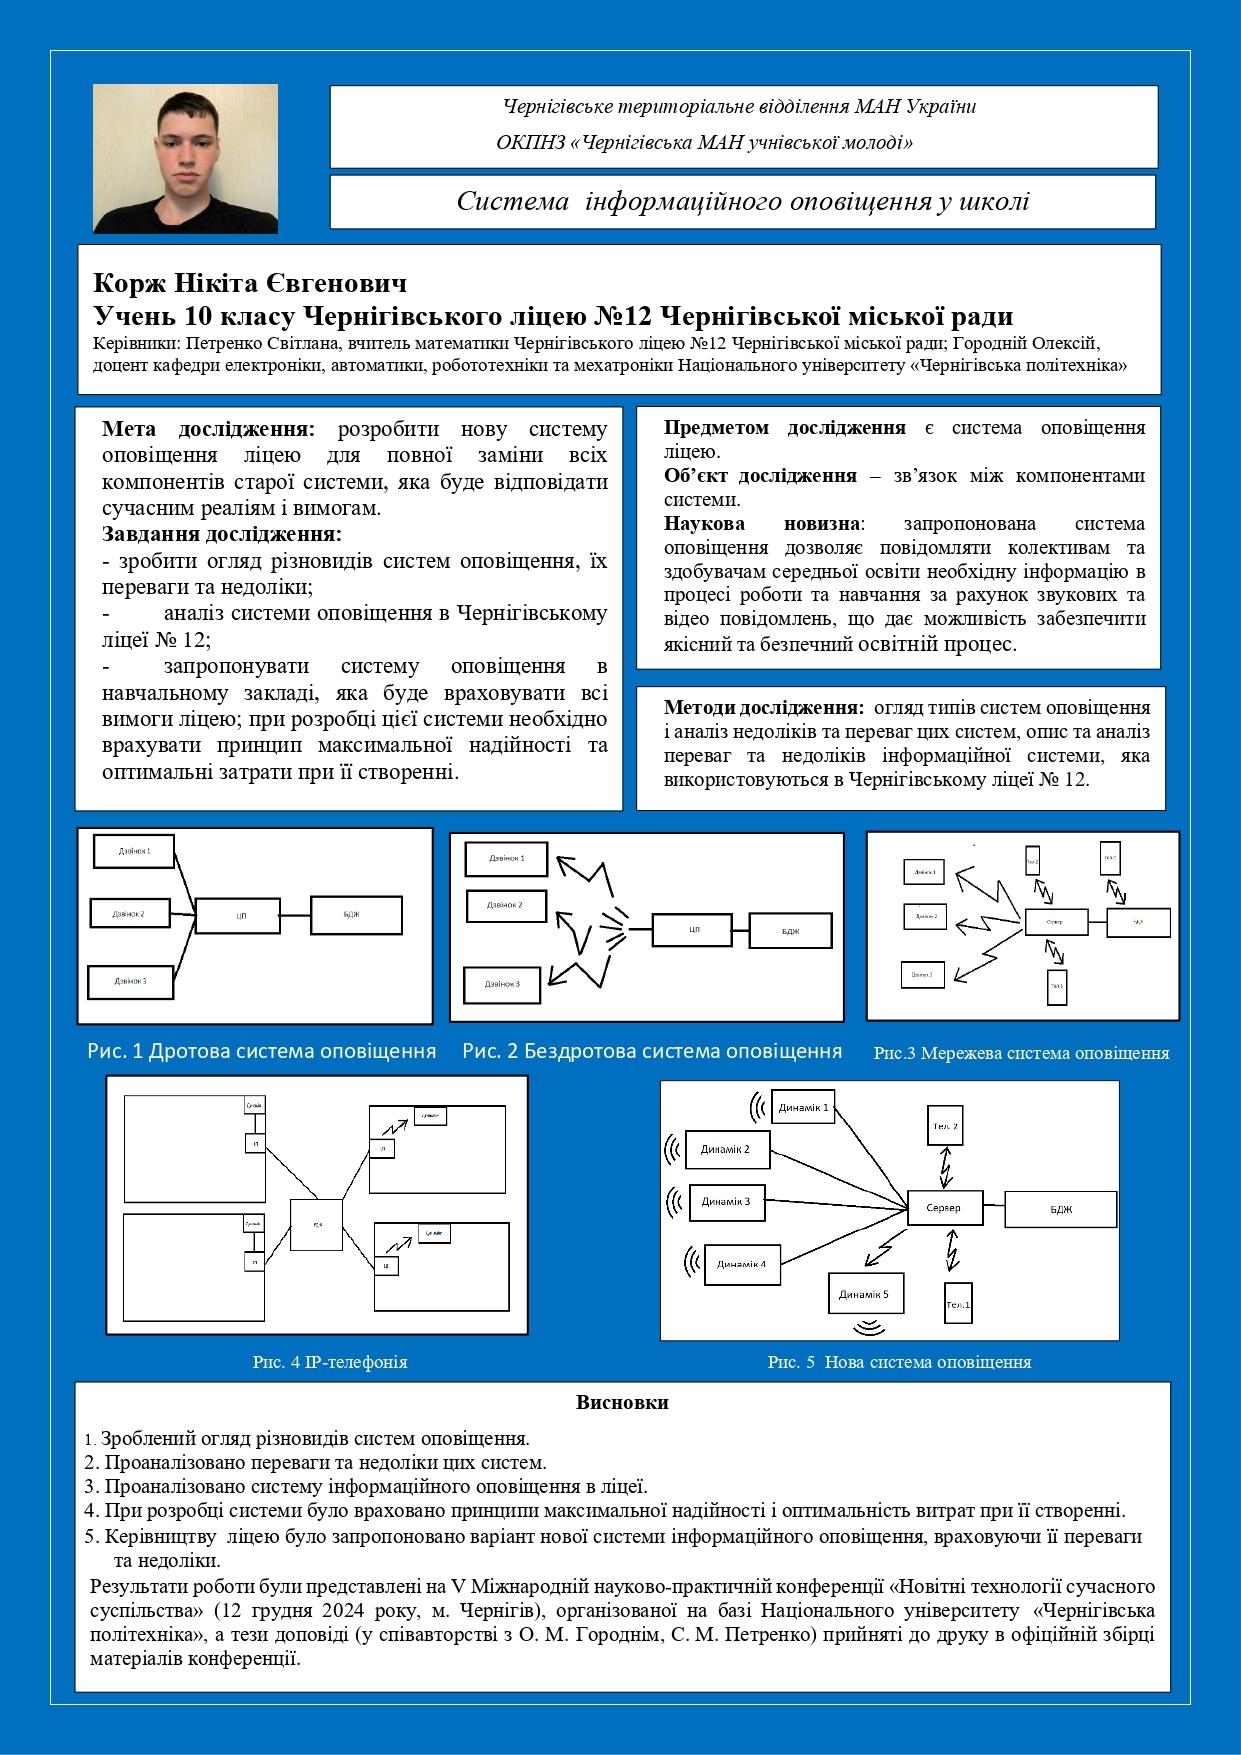 Чернігівське територіальне відділення МАН України
ОКПНЗ «Чернігівська МАН учнівської молоді»
Система інформаційного оповіщення у школі
Корж Нікіта Євгенович
Учень 10 класу Чернігівського ліцею №12 Чернігівської міської ради
Керівники: Петренко Світлана, вчитель математики Чернігівського ліцею №12 Чернігівської міської ради; Городній Олексій,
доцент кафедри електроніки, автоматики, робототехніки та мехатроніки Національного університету «Чернігівська політехніка»
Мета дослідження: розробити нову систему
оповіщення ліцею для повної заміни всіх
компонентів старої системи, яка буде відповідати
сучасним реаліям і вимогам.
Завдання дослідження:
- зробити огляд різновидів систем оповіщення, їх
переваги та недоліки;
- аналіз системи оповіщення в Чернігівському
ліцеї № 12;
- запропонувати систему оповіщення в
навчальному закладі, яка буде враховувати всі
вимоги ліцею; при розробці цієї системи необхідно
врахувати принцип максимальної надійності та
оптимальні затрати при її створенні.
Предметом дослідження є система оповіщення
ліцею.
Об’єкт дослідження – зв’язок між компонентами
системи.
Наукова новизна: запропонована система
оповіщення дозволяє повідомляти колективам та
здобувачам середньої освіти необхідну інформацію в
процесі роботи та навчання за рахунок звукових та
відео повідомлень, що дає можливість забезпечити
якісний та безпечний освітній процес.
Методи дослідження: огляд типів систем оповіщення
і аналіз недоліків та переваг цих систем, опис та аналіз
переваг та недоліків інформаційної системи, яка
використовуються в Чернігівському ліцеї № 12.
Дзвінок 1
Дзвінок 2
Дзвінок 3
ЦП
БДЖ
Рис. 1 Дротова система оповіщення
Дзвінок 1
Дзвінок 2
Дзвінок 3
ЦП
БДЖ
Рис. 2 Бездротова система оповіщення
Дзвінок 1
Дзвінок 2
Дзвінок 3
Тел.2
Тел.1
Сервер
БДЖ
Тел.3
Рис.3 Мережева система оповіщення
Динамік
ЦП
Динамік
ЦП
БДЖ
Динамік
ЦП
Динамік
ЦП
Рис. 4 IP-телефонія
Динамік 1
Динамік 2
Динамік 3
Динамік 4
Динамік 5
Тел. 2
Сервер
БДЖ
Тел.1
Рис. 5 Нова система оповіщення
Висновки
1. Зроблений огляд різновидів систем оповіщення.
2. Проаналізовано переваги та недоліки цих систем.
3. Проаналізовано систему інформаційного оповіщення в ліцеї.
4. При розробці системи було враховано принципи максимальної надійності і оптимальність витрат при її створенні.
5. Керівництву ліцею було запропоновано варіант нової системи інформаційного оповіщення, враховуючи її переваги
та недоліки.
Результати роботи були представлені на V Міжнародній науково-практичній конференції «Новітні технології сучасного
суспільства» (12 грудня 2024 року, м. Чернігів), організованої на базі Національного університету «Чернігівська
політехніка», а тези доповіді (у співавторстві з О. М. Городнім, С. М. Петренко) прийняті до друку в офіційній збірці
матеріалів конференції.